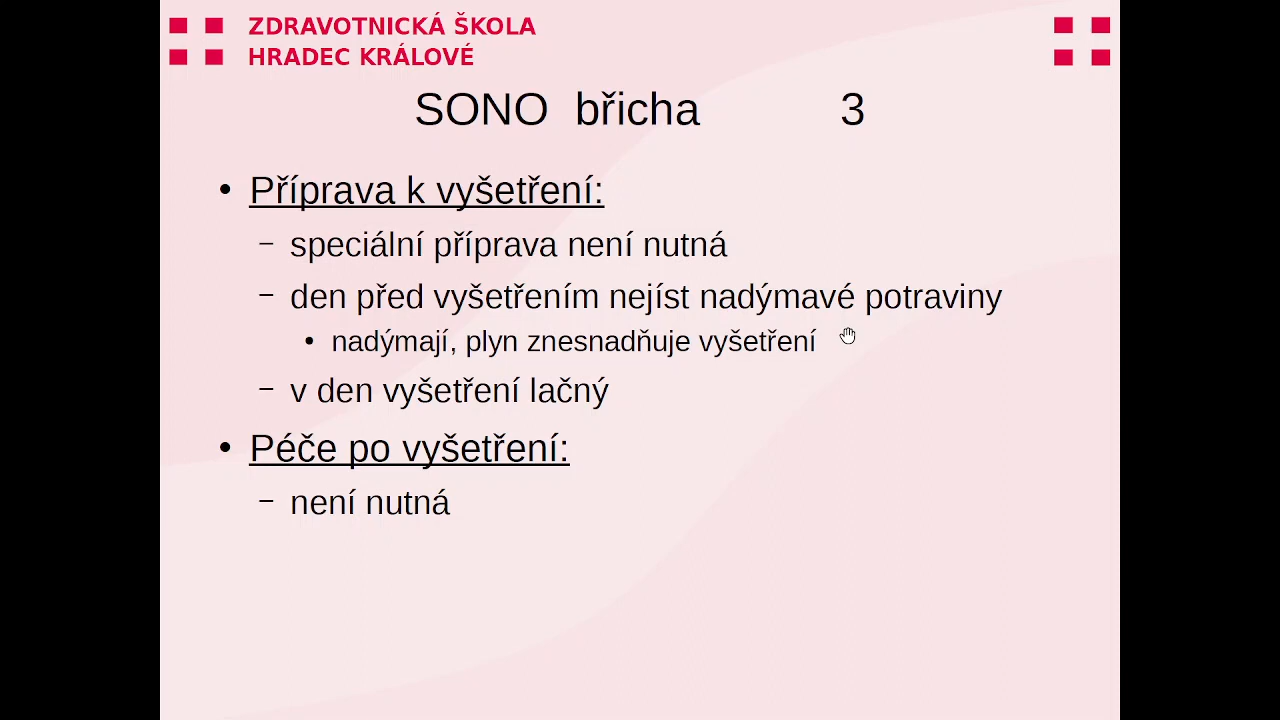 ZDRAVOTNICKÁ ŠKOLA
HRADEC KRÁLOVÉ
SONO břicha 3
• Příprava k vyšetření:
– speciální příprava není nutná
– den před vyšetřením nejíst nadýmavé potraviny
• nadýmají, plyn znesnadňuje vyšetření
– v den vyšetření lačný
• Péče po vyšetření:
– není nutná